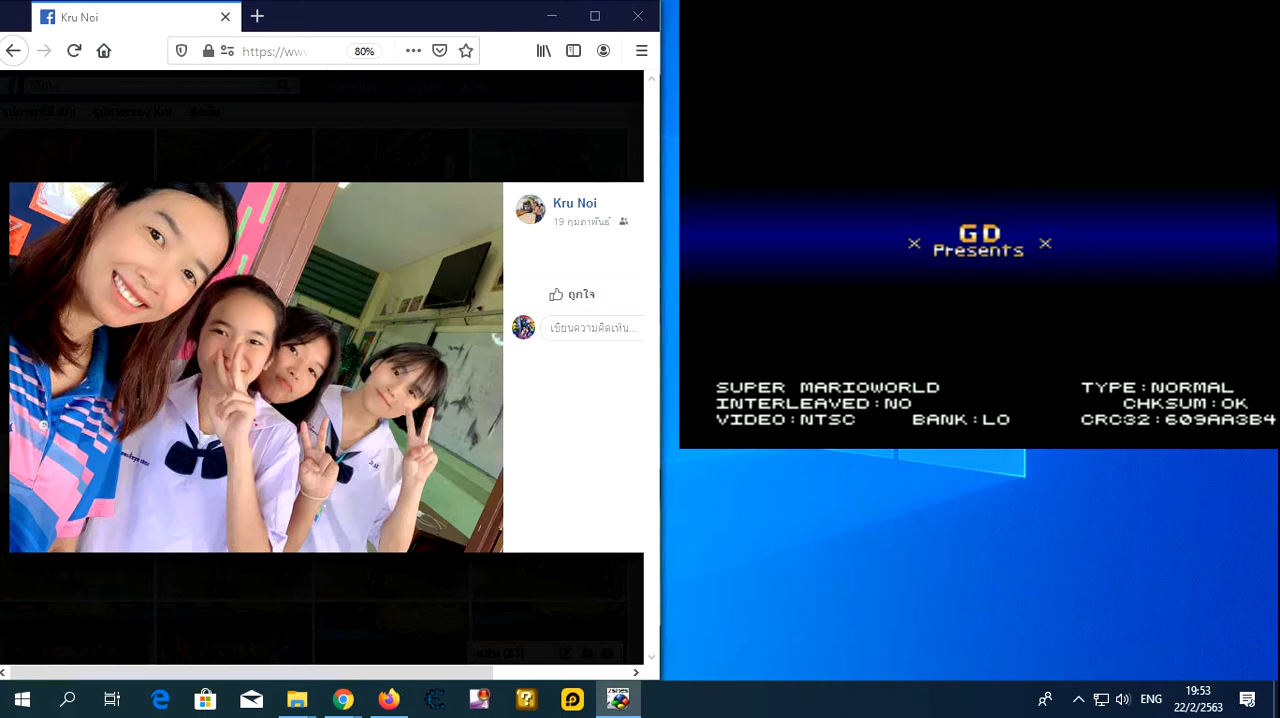 Kru Noi
https://www
80%
Kru Noi
19 กุมภาพันธ์
ถูกใจ
เขียนความคิดเห็น...
GD
Presents
SUPER MARIOWORLD TYPE:NORMAL
INTERLEAVED:NO CHKSUM:OK
VIDEO:NTSC BANK:LO CRC32:609AA3B4
ENG
19:53
22/2/2563